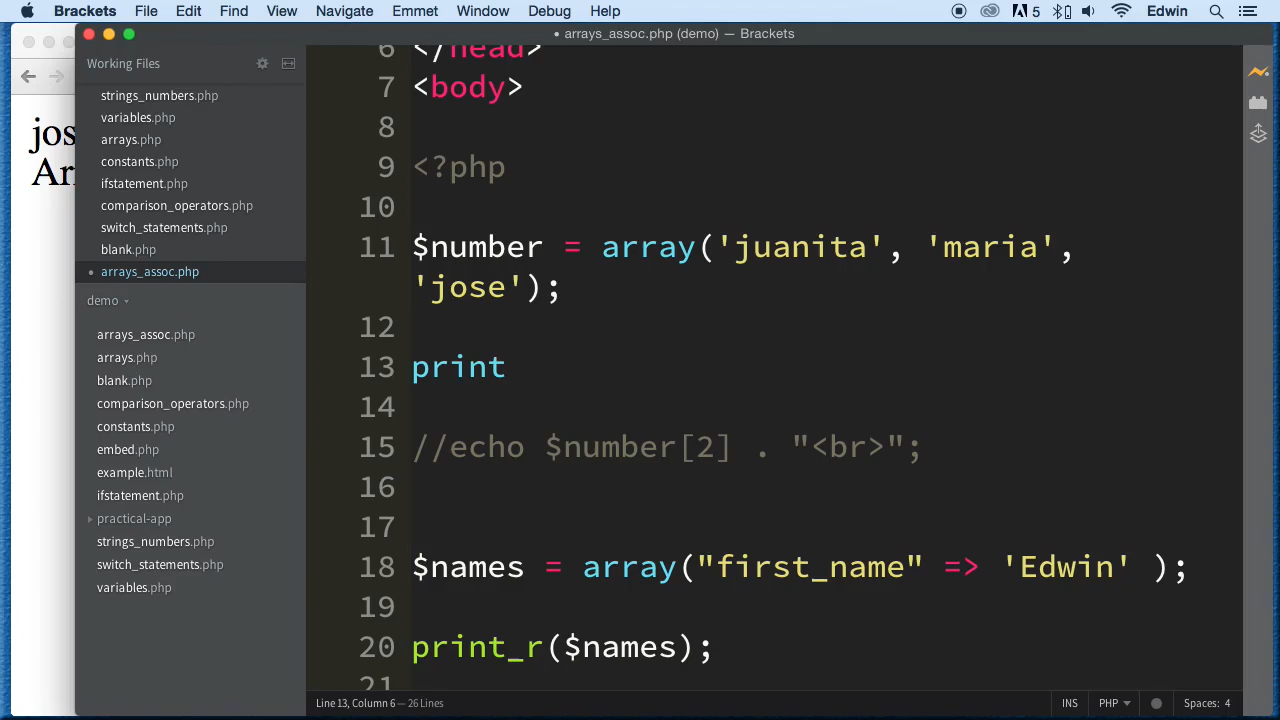 Brackets File Edit Find View Navigate Emmet Window Debug Help 5 Edwin
• arrays_assoc.php (demo) — Brackets
Working Files
strings_numbers.php
variables.php
arrays.php
constants.php
ifstatement.php
comparison_operators.php
switch_statements.php
blank.php
arrays_assoc.php
demo
arrays_assoc.php
arrays.php
blank.php
comparison_operators.php
constants.php
embed.php
example.html
ifstatement.php
practical-app
strings_numbers.php
switch_statements.php
variables.php
jos
6 </head>
7 <body>
8
9 <?php
10
11 $number = array('juanita', 'maria',
'jose');
12
13 print
14
15 //echo $number[2] . "<br>";
16
17
18 $names = array("first_name" => 'Edwin' );
19
20 print_r($names);
21
Line 13, Column 6 — 26 Lines
INS PHP Spaces: 4